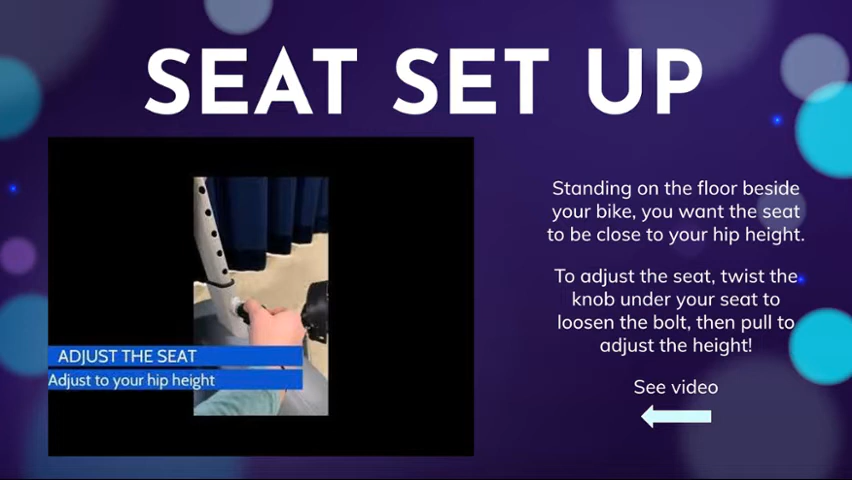 SEAT SET UP
Standing on the floor beside
your bike, you want the seat
to be close to your hip height.
To adjust the seat, twist the
knob under your seat to
loosen the bolt, then pull to
adjust the height!
See video
ADJUST THE SEAT
Adjust to your hip height